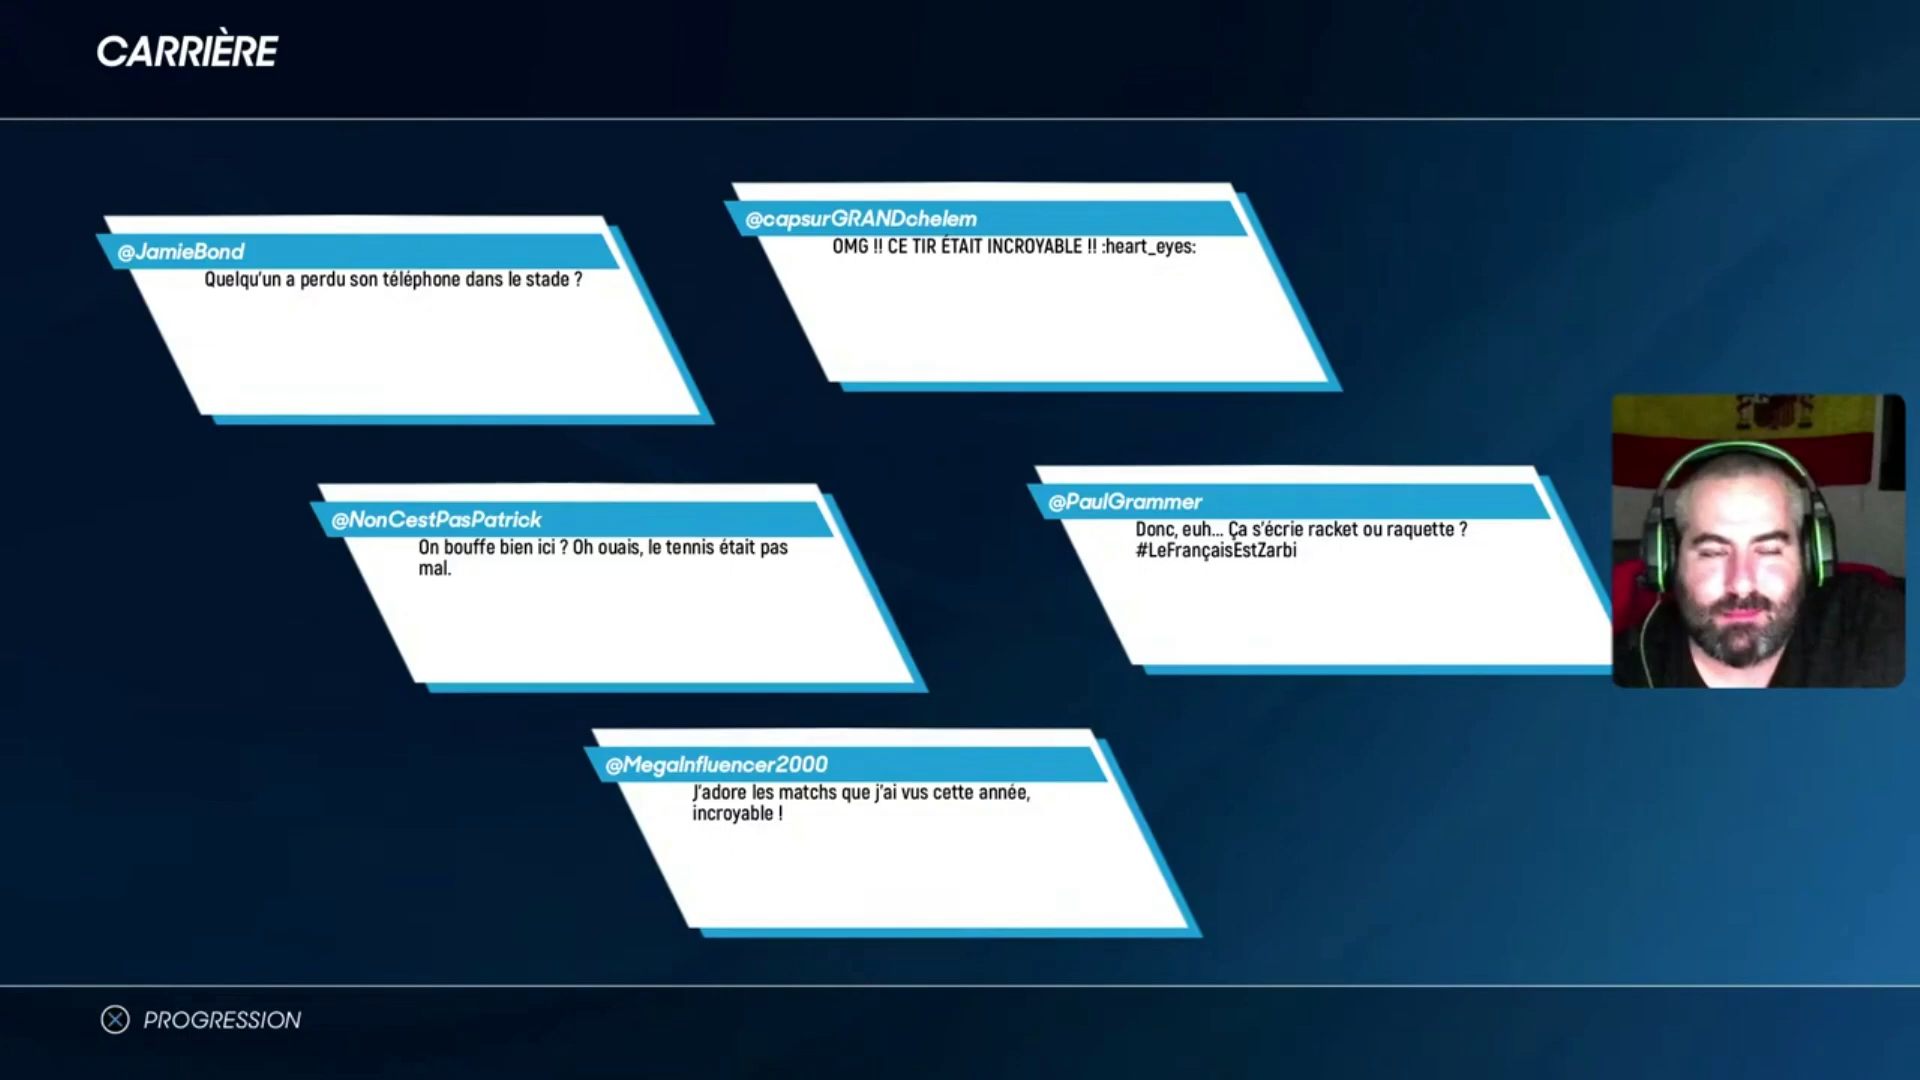 CARRIÈRE
@JamieBond
Quelqu'un a perdu son téléphone dans le stade ?
@capsurGRANDchelem
OMG !! CE TIR ÉTAIT INCROYABLE !! :heart_eyes:
@NonCestPasPatrick
On bouffe bien ici ? Oh ouais, le tennis était pas
mal.
@PaulGrammer
Donc, euh... Ça s'écrie racket ou raquette ?
#LeFrançaisEstZarbi
@MegaInfluencer2000
J'adore les matchs que j'ai vus cette année,
incroyable !
PROGRESSION